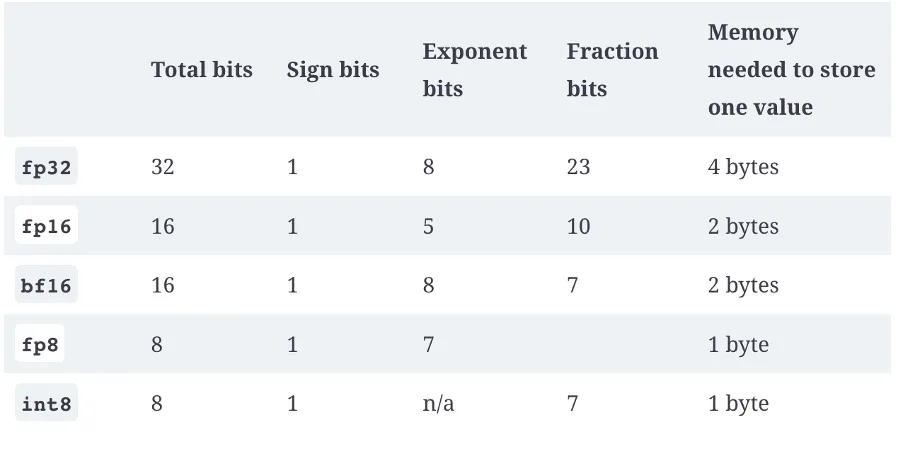 Total bits Sign bits Exponent bits Fraction bits Memory needed to store one value
fp32 32 1 8 23 4 bytes
fp16 16 1 5 10 2 bytes
bf16 16 1 8 7 2 bytes
fp8 8 1 7 1 byte
int8 8 1 n/a 7 1 byte